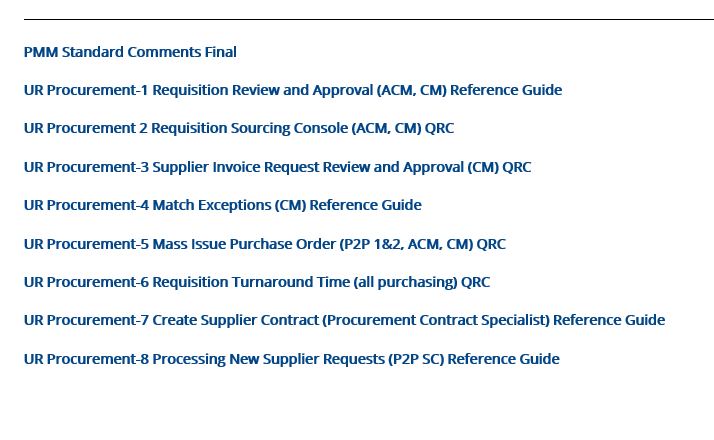 PMM Standard Comments Final
UR Procurement-1 Requisition Review and Approval (ACM, CM) Reference Guide
UR Procurement 2 Requisition Sourcing Console (ACM, CM) QRC
UR Procurement-3 Supplier Invoice Request Review and Approval (CM) QRC
UR Procurement-4 Match Exceptions (CM) Reference Guide
UR Procurement-5 Mass Issue Purchase Order (P2P 1&2, ACM, CM) QRC
UR Procurement-6 Requisition Turnaround Time (all purchasing) QRC
UR Procurement-7 Create Supplier Contract (Procurement Contract Specialist) Reference Guide
UR Procurement-8 Processing New Supplier Requests (P2P SC) Reference Guide